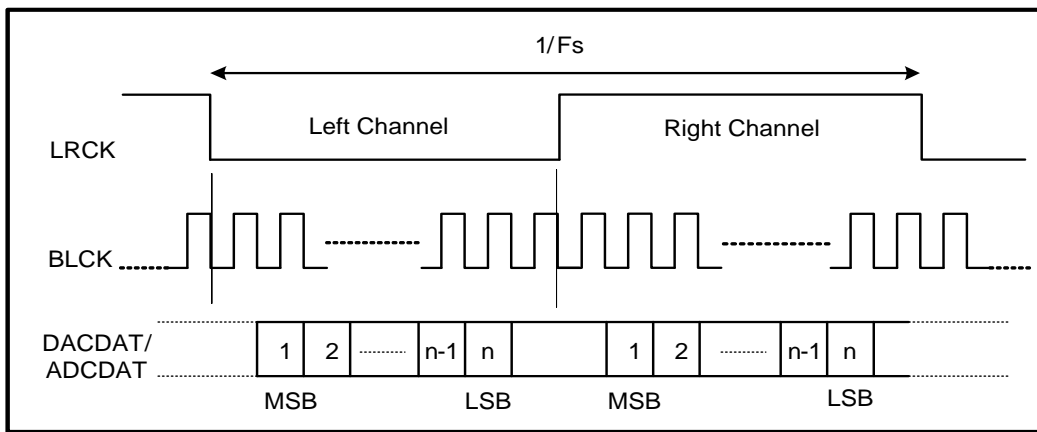 1/Fs
Left Channel
Right Channel
LRCK
BLCK
DACDAT/
ADCDAT
1 2 n-1 n 1 2 n-1 n
MSB LSB MSB LSB